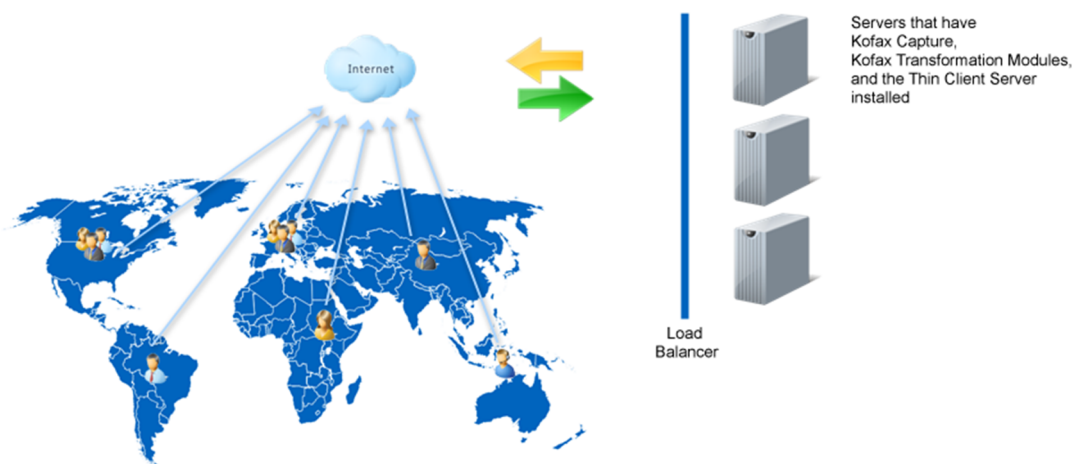 Internet
Servers that have
Kofax Capture,
Kofax Transformation Modules,
and the Thin Client Server
installed
Load
Balancer